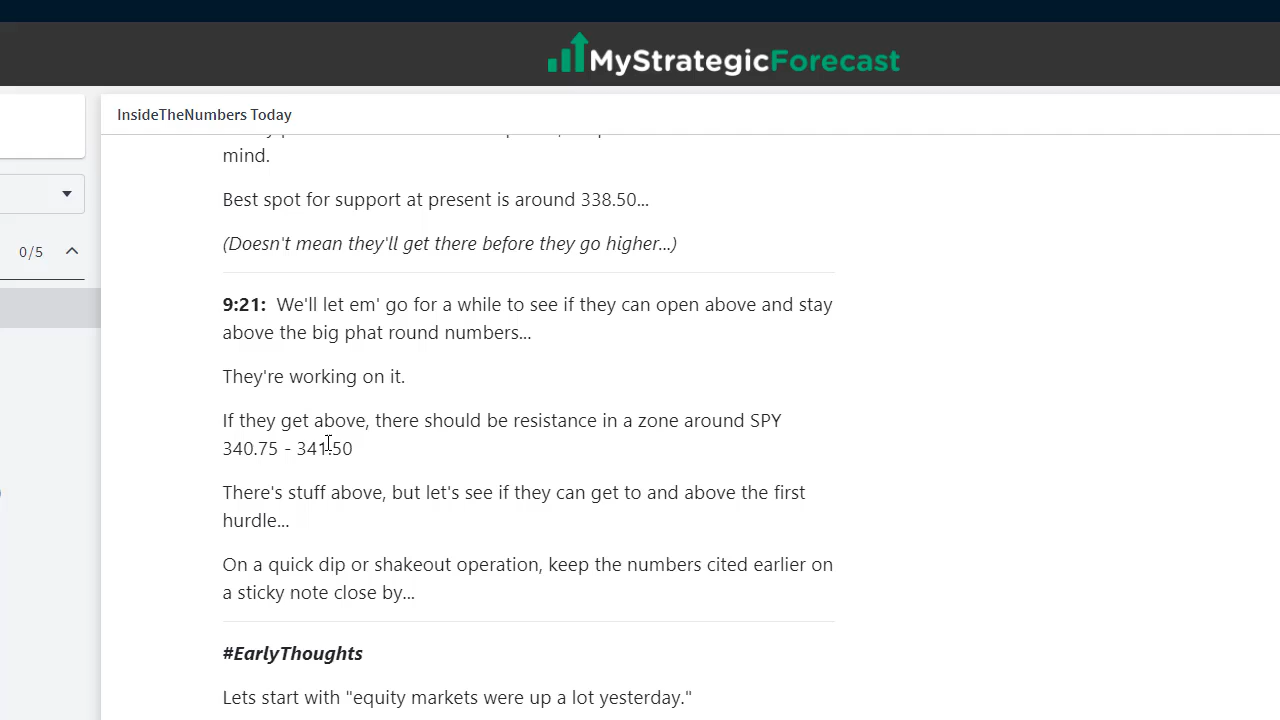 MyStrategicForecast
InsideTheNumbers Today
mind.
0/5
Best spot for support at present is around 338.50...
(Doesn't mean they'll get there before they go higher...)
9:21: We'll let em' go for a while to see if they can open above and stay
above the big phat round numbers...
They're working on it.
If they get above, there should be resistance in a zone around SPY
340.75 - 341.50
There's stuff above, but let's see if they can get to and above the first
hurdle...
On a quick dip or shakeout operation, keep the numbers cited earlier on
a sticky note close by...
#EarlyThoughts
Lets start with "equity markets were up a lot yesterday."